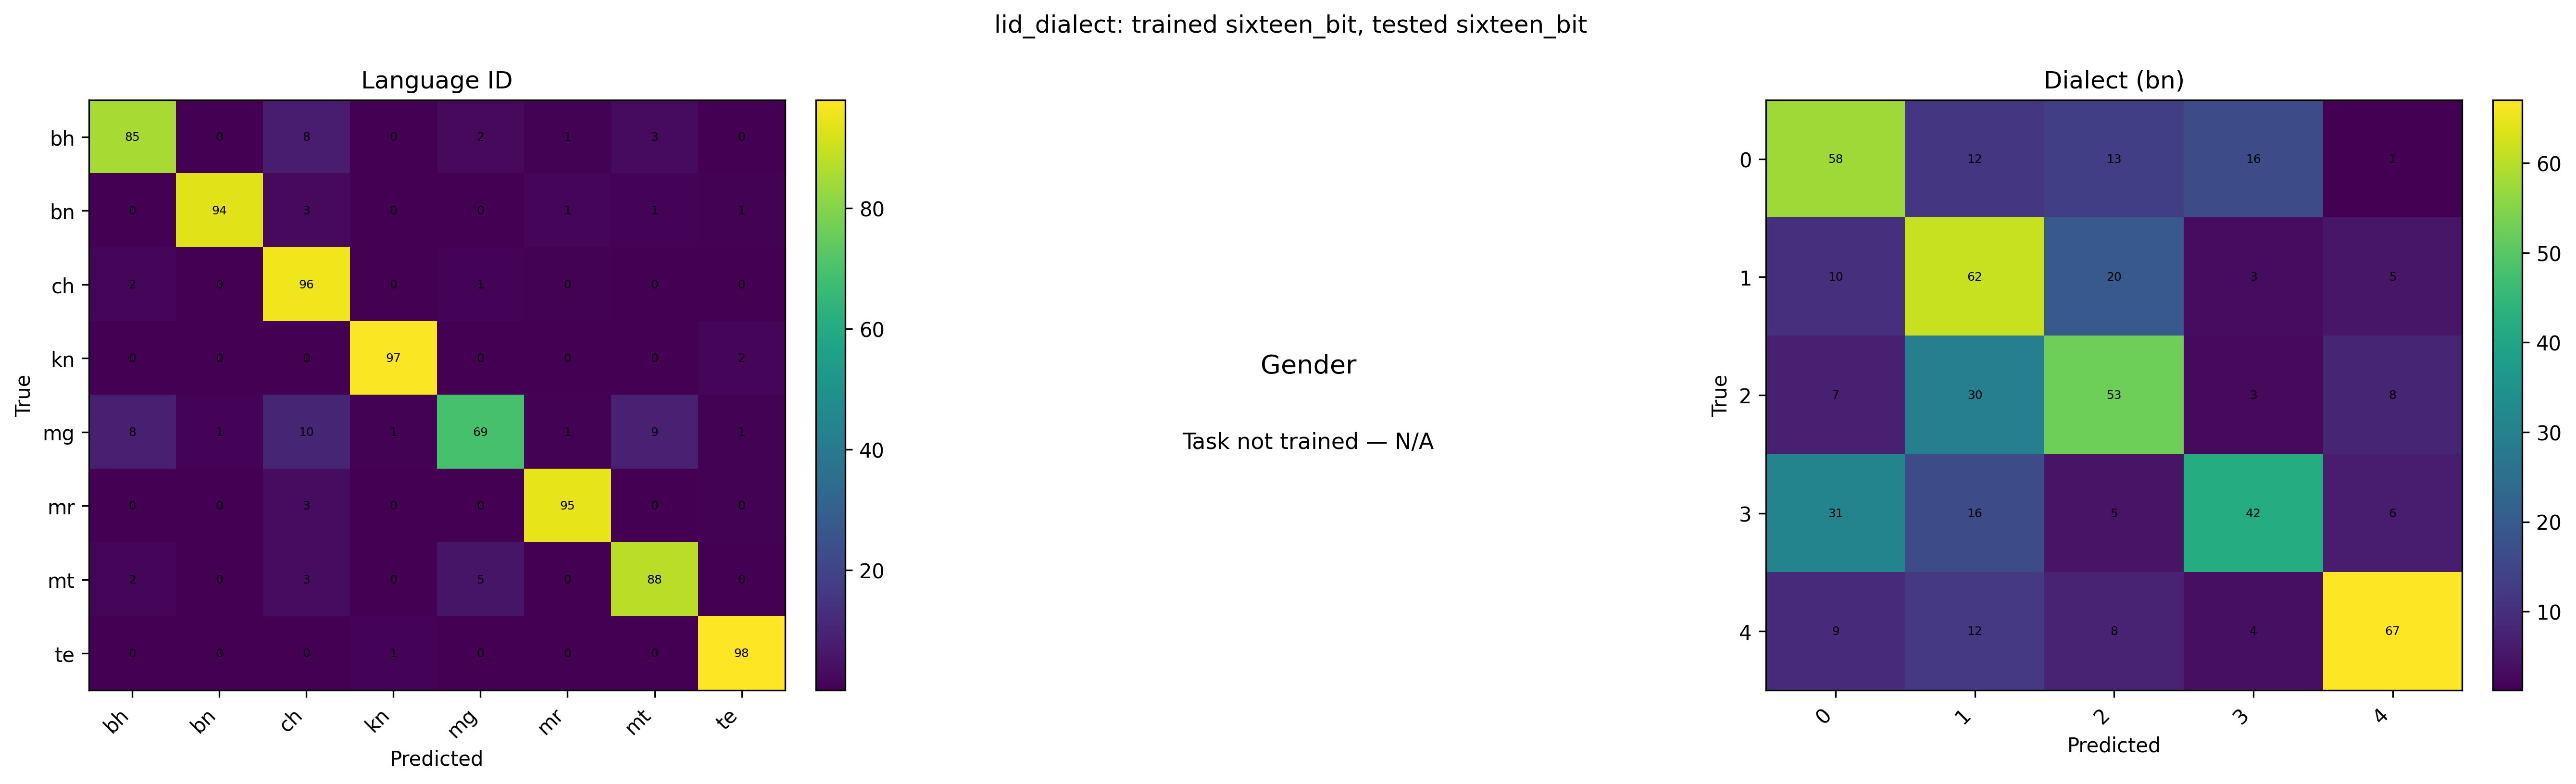 lid_dialect: trained sixteen_bit, tested sixteen_bit
Language ID
True
bh 85 0 8 0 2 1 3 0
bn 0 94 3 0 0 1 1 1
ch 2 0 96 0 1 0 0 0
kn 0 0 0 97 0 0 0 2
mg 8 1 10 1 69 1 9 1
mr 0 0 3 0 0 95 0 0
mt 2 0 3 0 5 0 88 0
te 0 0 0 1 0 0 0 98
bh bn ch kn mg mr mt te
Predicted
80
60
40
20
Gender
Task not trained — N/A
Dialect (bn)
True
0 58 12 13 16 1
1 10 62 20 3 5
2 7 30 53 3 8
3 31 16 5 42 6
4 9 12 8 4 67
0 1 2 3 4
Predicted
60
50
40
30
20
10